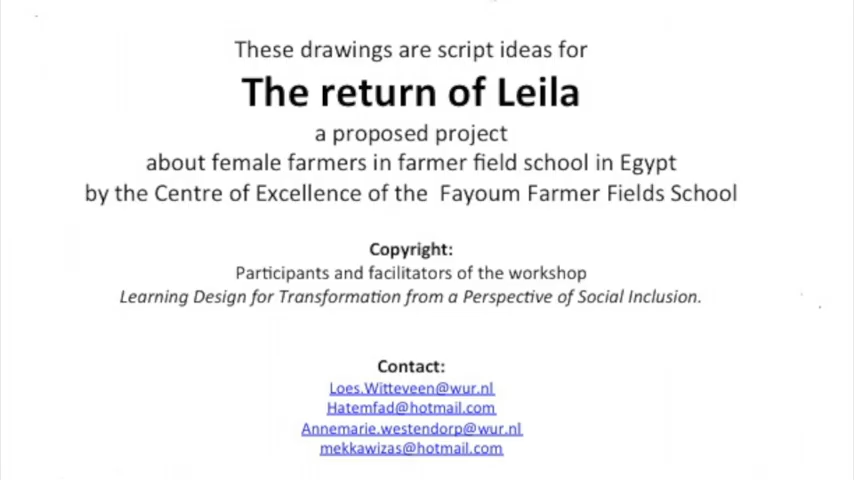 These drawings are script ideas for
The return of Leila
a proposed project
about female farmers in farmer field school in Egypt
by the Centre of Excellence of the Fayoum Farmer Fields School
Copyright:
Participants and facilitators of the workshop
Learning Design for Transformation from a Perspective of Social Inclusion.
Contact:
Loes.Witteveen@wur.nl
Hatemfad@hotmail.com
Annemarie.westendorp@wur.nl
mekkawizas@hotmail.com